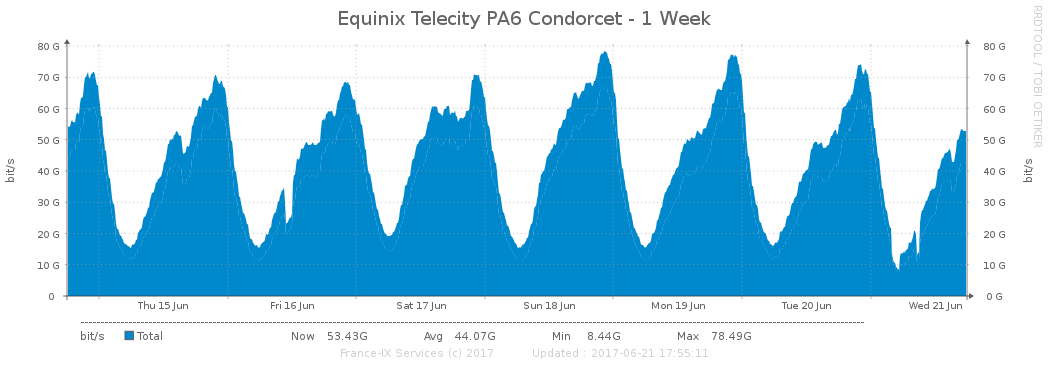 Equinix Telecity PA6 Condorcet - 1 Week
RRDTOOL / TOBI OETIKER
bit/s
80 G
70 G
60 G
50 G
40 G
30 G
20 G
10 G
0
80 G
70 G
60 G
50 G
40 G
30 G
20 G
10 G
0 G
bit/s
Thu 15 Jun Fri 16 Jun Sat 17 Jun Sun 18 Jun Mon 19 Jun Tue 20 Jun Wed 21 Jun
bit/s Total Now 53.43G Avg 44.07G Min 8.44G Max 78.49G
France-IX Services (c) 2017 Updated : 2017-06-21 17:55:11